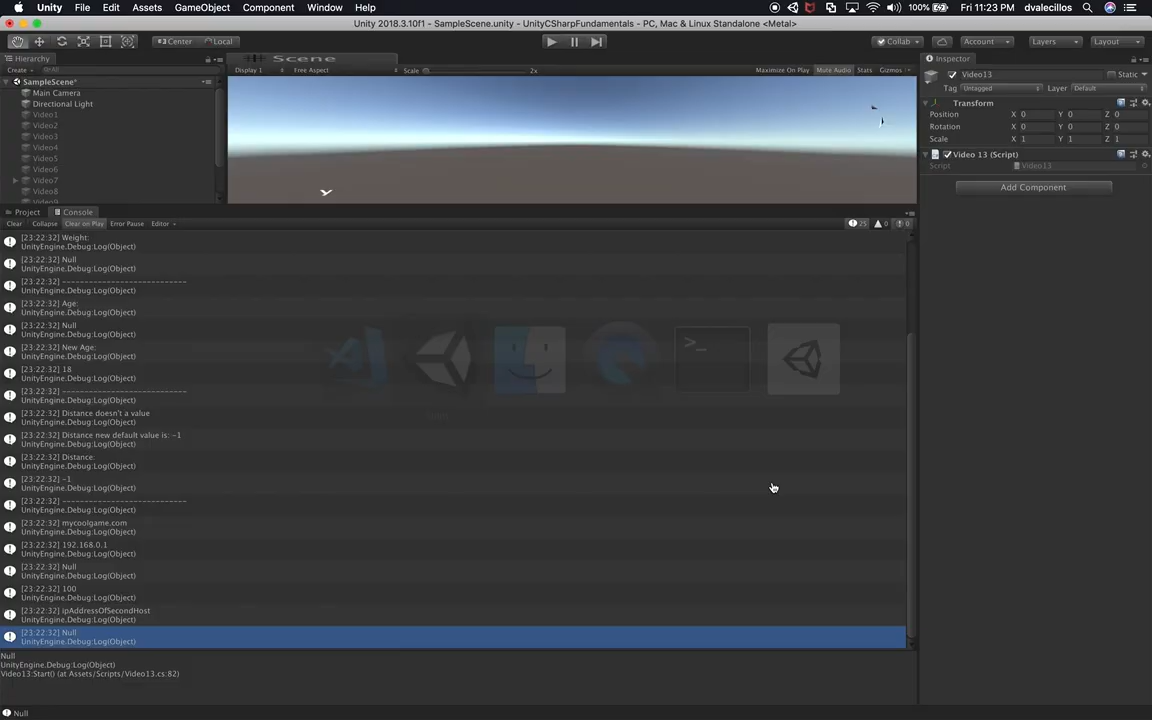 Unity File Edit Assets GameObject Component Window Help 100% Fri 11:23 PM dvalecillos
Unity 2018.3.10f1 - SampleScene.unity - UnityCSharpFundamentals - PC, Mac & Linux Standalone <Metal>
Center Local Collab Account Layers Layout
Hierarchy Scene Inspector
Create All Display 1 Free Aspect Scale 2x Maximize On Play Mute Audio Stats Gizmos
Video13 Static
SampleScene*
Tag Untagged Layer Default
Main Camera
Directional Light
Transform
Video1
Position X 0 Y 0 Z 0
Video2
Rotation X 0 Y 0 Z 0
Video3
Scale X 1 Y 1 Z 1
Video4
Video 13 (Script)
Video5
Script Video13
Video6
Video7
Add Component
Video8
Video9
Project Console
Clear Collapse Clear on Play Error Pause Editor 25 0 0
[23:22:32] Weight:
UnityEngine.Debug:Log(Object)
[23:22:32] Null
UnityEngine.Debug:Log(Object)
[23:22:32] ----------------------------
UnityEngine.Debug:Log(Object)
[23:22:32] Age:
UnityEngine.Debug:Log(Object)
[23:22:32] Null
UnityEngine.Debug:Log(Object)
[23:22:32] New Age:
UnityEngine.Debug:Log(Object)
[23:22:32] 18
UnityEngine.Debug:Log(Object)
[23:22:32] ----------------------------
UnityEngine.Debug:Log(Object)
[23:22:32] Distance doesn't a value
UnityEngine.Debug:Log(Object)
[23:22:32] Distance new default value is: -1
UnityEngine.Debug:Log(Object)
[23:22:32] Distance:
UnityEngine.Debug:Log(Object)
[23:22:32] -1
UnityEngine.Debug:Log(Object)
[23:22:32] ----------------------------
UnityEngine.Debug:Log(Object)
[23:22:32] mycoolgame.com
UnityEngine.Debug:Log(Object)
[23:22:32] 192.168.0.1
UnityEngine.Debug:Log(Object)
[23:22:32] Null
UnityEngine.Debug:Log(Object)
[23:22:32] 100
UnityEngine.Debug:Log(Object)
[23:22:32] ipAddressOfSecondHost
UnityEngine.Debug:Log(Object)
[23:22:32] Null
UnityEngine.Debug:Log(Object)
Null
UnityEngine.Debug:Log(Object)
Video13:Start() (at Assets/Scripts/Video13.cs:82)
Null